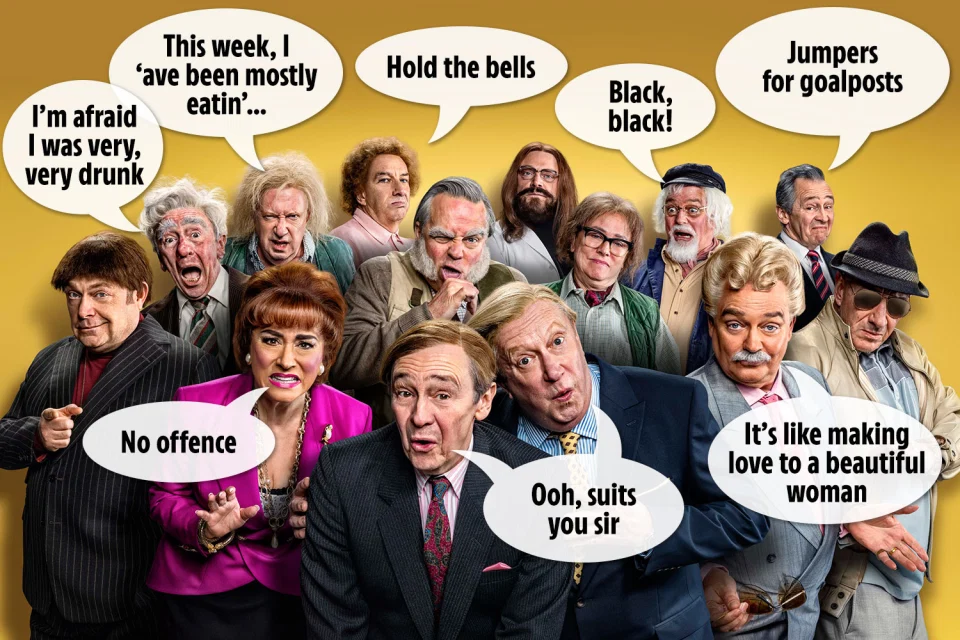 This week, I
‘ave been mostly
eatin’...
Hold the bells
Jumpers
for goalposts
I’m afraid
I was very,
very drunk
Black,
black!
No offence
Ooh, suits
you sir
It’s like making
love to a beautiful
woman